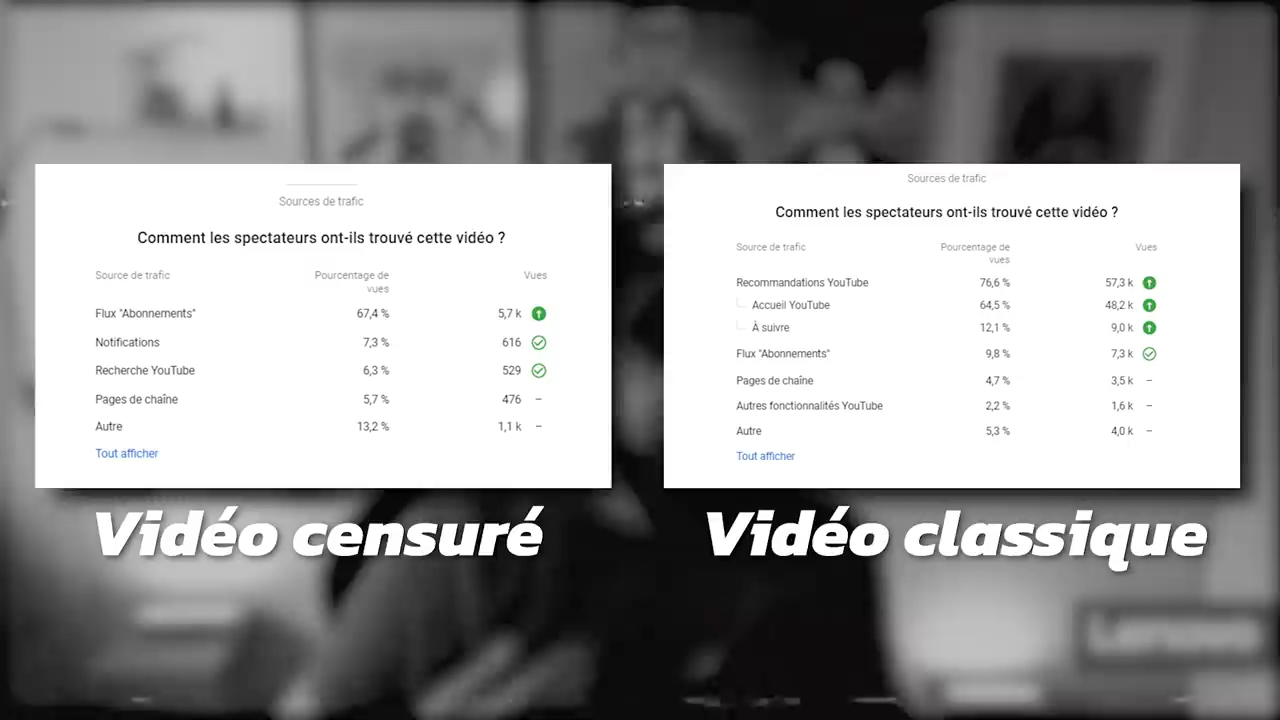 Sources de trafic
Comment les spectateurs ont-ils trouvé cette vidéo ?
Source de trafic Pourcentage de vues Vues
Flux "Abonnements" 67,4 % 5,7 k
Notifications 7,3 % 616
Recherche YouTube 6,3 % 529
Pages de chaîne 5,7 % 476 –
Autre 13,2 % 1,1 k –
Tout afficher
Vidéo censuré
Sources de trafic
Comment les spectateurs ont-ils trouvé cette vidéo ?
Source de trafic Pourcentage de vues Vues
Recommandations YouTube 76,6 % 57,3 k
Accueil YouTube 64,5 % 48,2 k
À suivre 12,1 % 9,0 k
Flux "Abonnements" 9,8 % 7,3 k
Pages de chaîne 4,7 % 3,5 k –
Autres fonctionnalités YouTube 2,2 % 1,6 k –
Autre 5,3 % 4,0 k –
Tout afficher
Vidéo classique